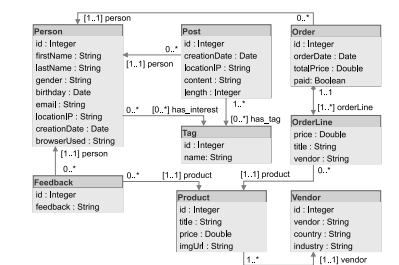 [1..1] person
0..*
Person
id : Integer
firstName : String
lastName : String
gender : String
birthday : Date
email : String
locationIP : String
creationDate : Date
browserUsed : String
Post
id : Integer
creationDate : Date
locationIP : String
content : String
length : Integer
Order
id : Integer
orderDate : Date
totalPrice : Double
paid: Boolean
0..*
[1..1] person
1..1
[1..*] orderLine
0..*
[0..*] has_interest
1..*
[0..*] has_tag
Tag
id : Integer
name: String
OrderLine
price : Double
title : String
vendor : String
[1..1] person
0..*
Feedback
id : Integer
feedback : String
0..*
[1..1] product
[1..1] product
0..*
Product
id : Integer
title : String
price : Double
imgUrl : String
Vendor
id : Integer
vendor : String
country : String
industry : String
1..*
[1..1] vendor